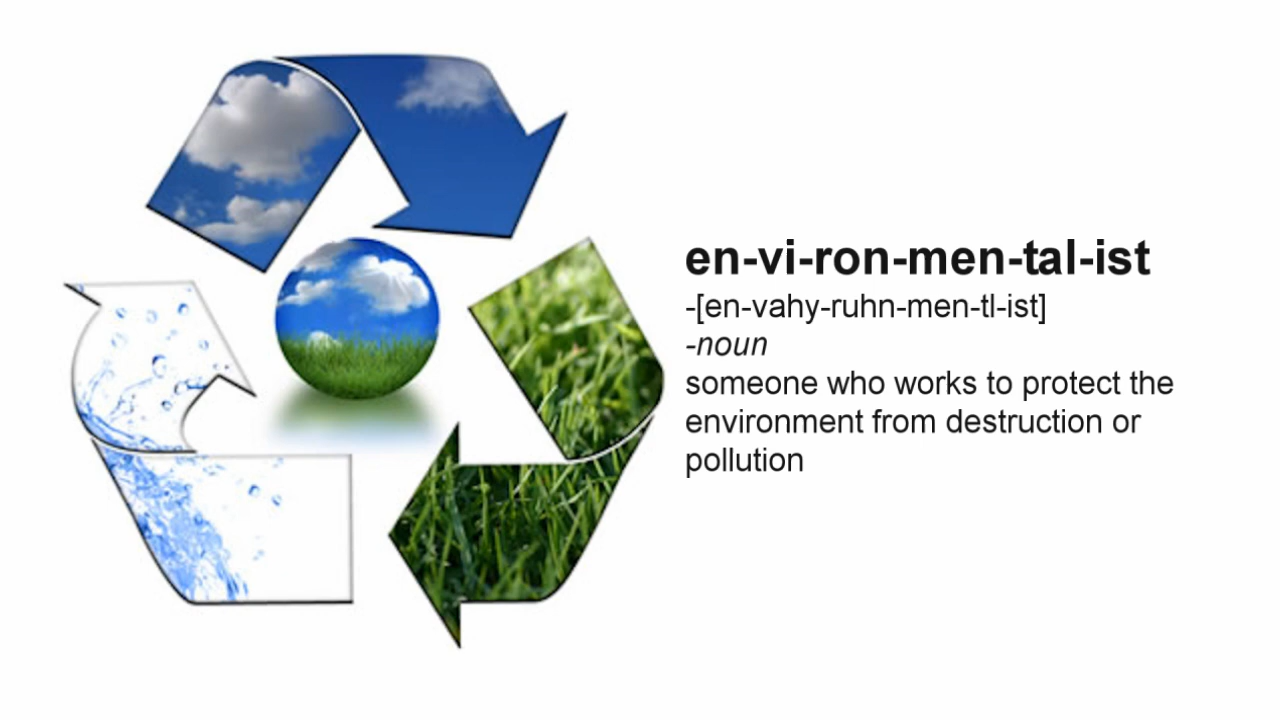 en-vi-ron-men-tal-ist
-[en-vahy-ruhn-men-tl-ist]
-noun
someone who works to protect the
environment from destruction or
pollution